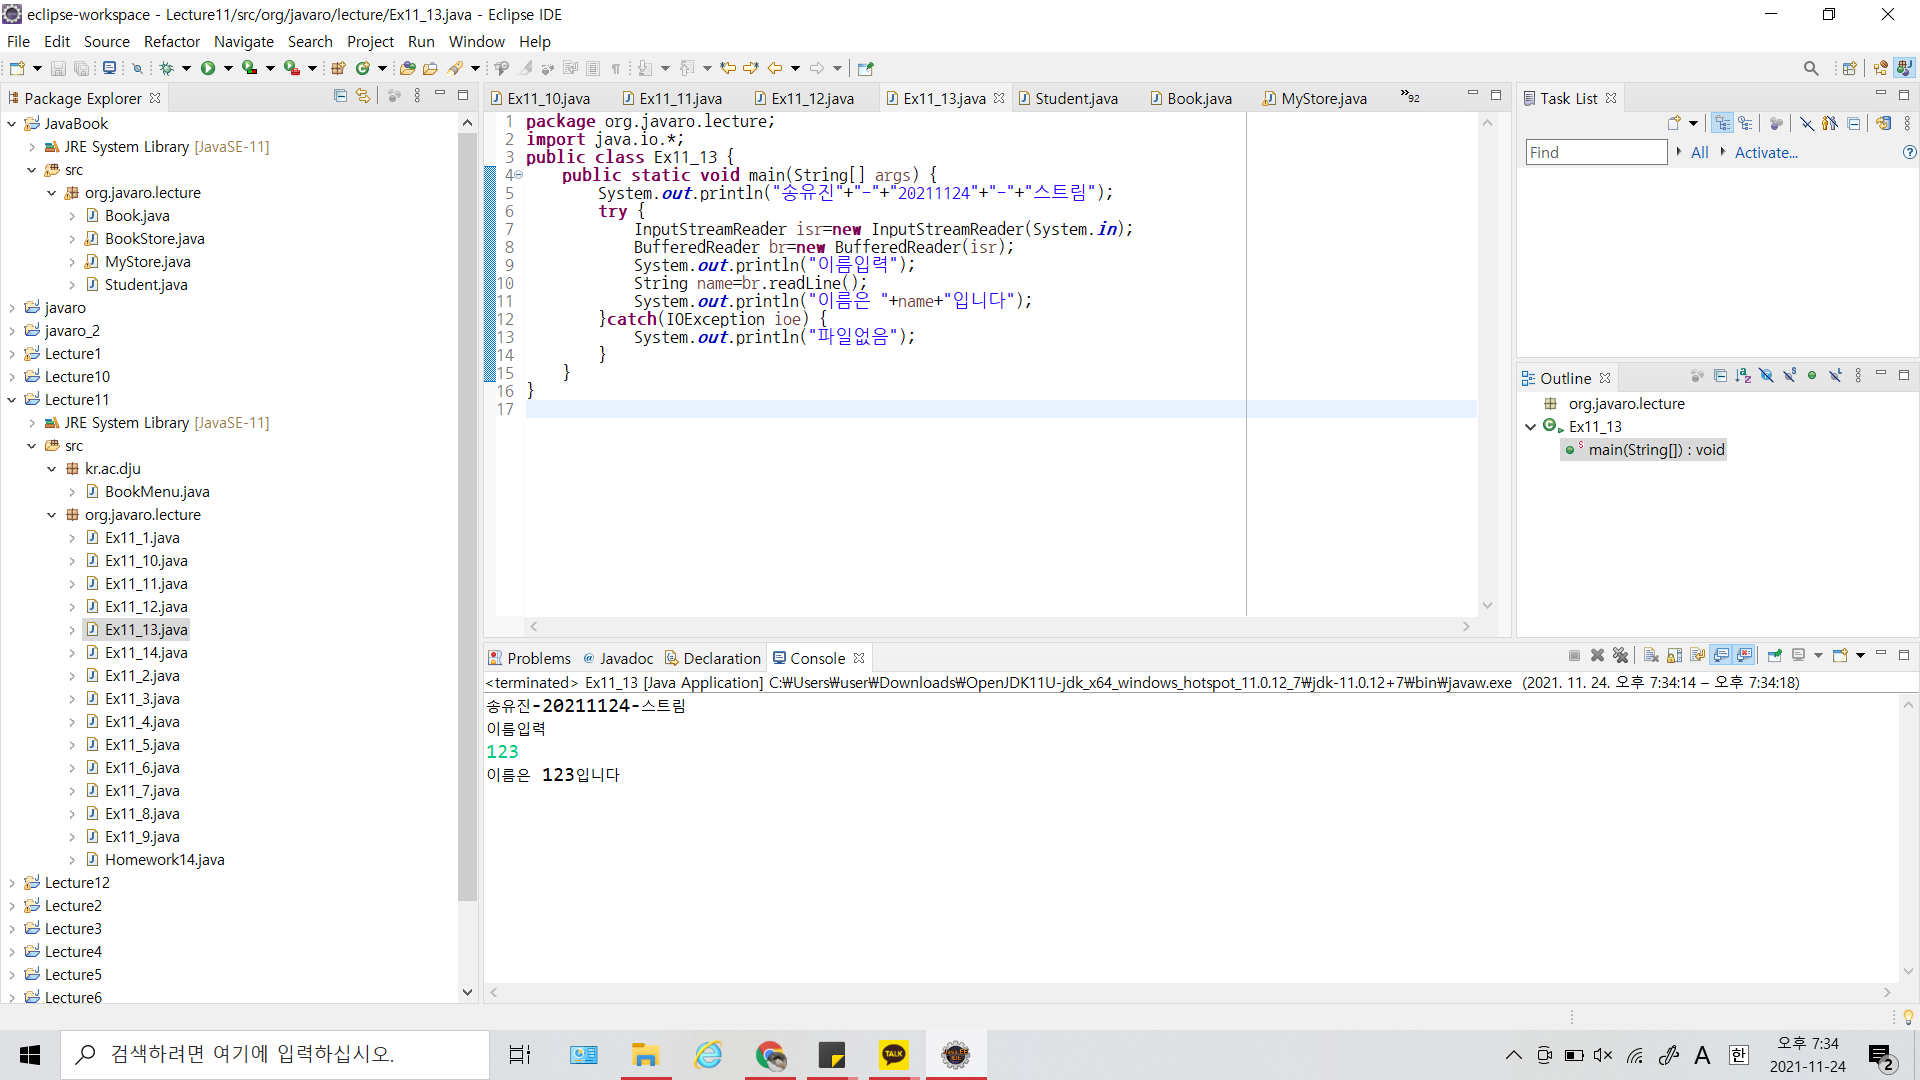 eclipse-workspace - Lecture11/src/org/javaro/lecture/Ex11_13.java - Eclipse IDE
File Edit Source Refactor Navigate Search Project Run Window Help
Package Explorer
JavaBook
JRE System Library [JavaSE-11]
src
org.javaro.lecture
Book.java
BookStore.java
MyStore.java
Student.java
javaro
javaro_2
Lecture1
Lecture10
Lecture11
JRE System Library [JavaSE-11]
src
kr.ac.dju
BookMenu.java
org.javaro.lecture
Ex11_1.java
Ex11_10.java
Ex11_11.java
Ex11_12.java
Ex11_13.java
Ex11_14.java
Ex11_2.java
Ex11_3.java
Ex11_4.java
Ex11_5.java
Ex11_6.java
Ex11_7.java
Ex11_8.java
Ex11_9.java
Homework14.java
Lecture12
Lecture2
Lecture3
Lecture4
Lecture5
Lecture6
Ex11_10.java Ex11_11.java Ex11_12.java Ex11_13.java Student.java Book.java MyStore.java »92
1 package org.javaro.lecture;
2 import java.io.*;
3 public class Ex11_13 {
4 public static void main(String[] args) {
5 System.out.println("송유진"+"-"+"20211124"+"-"+"스트림");
6 try {
7 InputStreamReader isr=new InputStreamReader(System.in);
8 BufferedReader br=new BufferedReader(isr);
9 System.out.println("이름입력");
10 String name=br.readLine();
11 System.out.println("이름은 "+name+"입니다");
12 }catch(IOException ioe) {
13 System.out.println("파일없음");
14 }
15 }
16 }
17
Task List
Find All Activate...
Outline
org.javaro.lecture
Ex11_13
main(String[]) : void
Problems @ Javadoc Declaration Console
<terminated> Ex11_13 [Java Application] C:₩Users₩user₩Downloads₩OpenJDK11U-jdk_x64_windows_hotspot_11.0.12_7₩jdk-11.0.12+7₩bin₩javaw.exe (2021. 11. 24. 오후 7:34:14 – 오후 7:34:18)
송유진-20211124-스트림
이름입력
123
이름은 123입니다
검색하려면 여기에 입력하십시오.
TALK
A 한
오후 7:34
2021-11-24
2